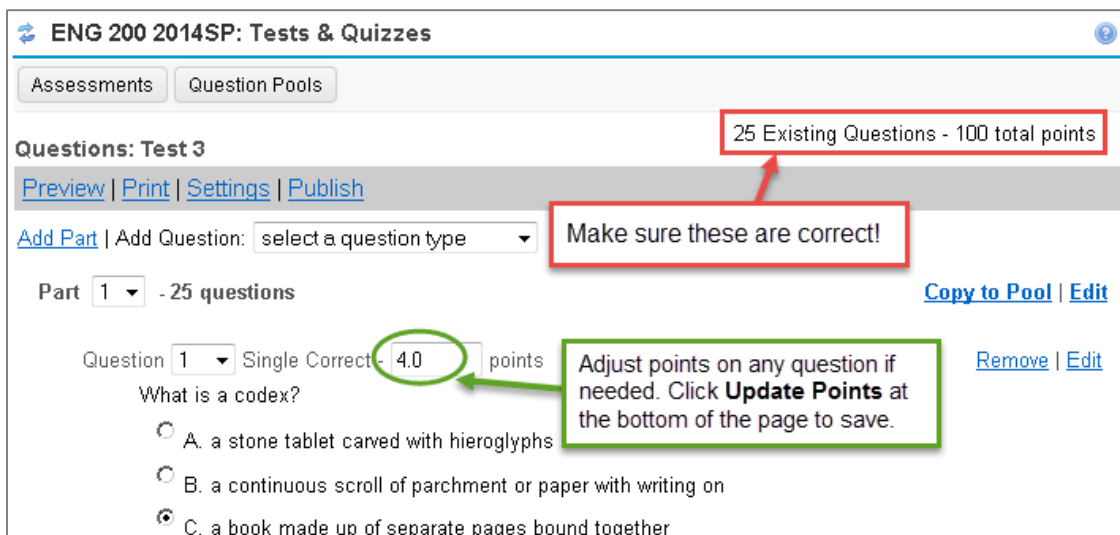 ENG 200 2014SP: Tests & Quizzes
?
Assessments Question Pools
25 Existing Questions - 100 total points
Questions: Test 3
Preview | Print | Settings | Publish
Make sure these are correct!
Add Part | Add Question: select a question type
Part 1 - 25 questions
Copy to Pool | Edit
Question 1 Single Correct - 4.0 points
Remove | Edit
Adjust points on any question if
needed. Click Update Points at
the bottom of the page to save.
What is a codex?
A. a stone tablet carved with hieroglyphs
B. a continuous scroll of parchment or paper with writing on
C. a book made up of separate pages bound together